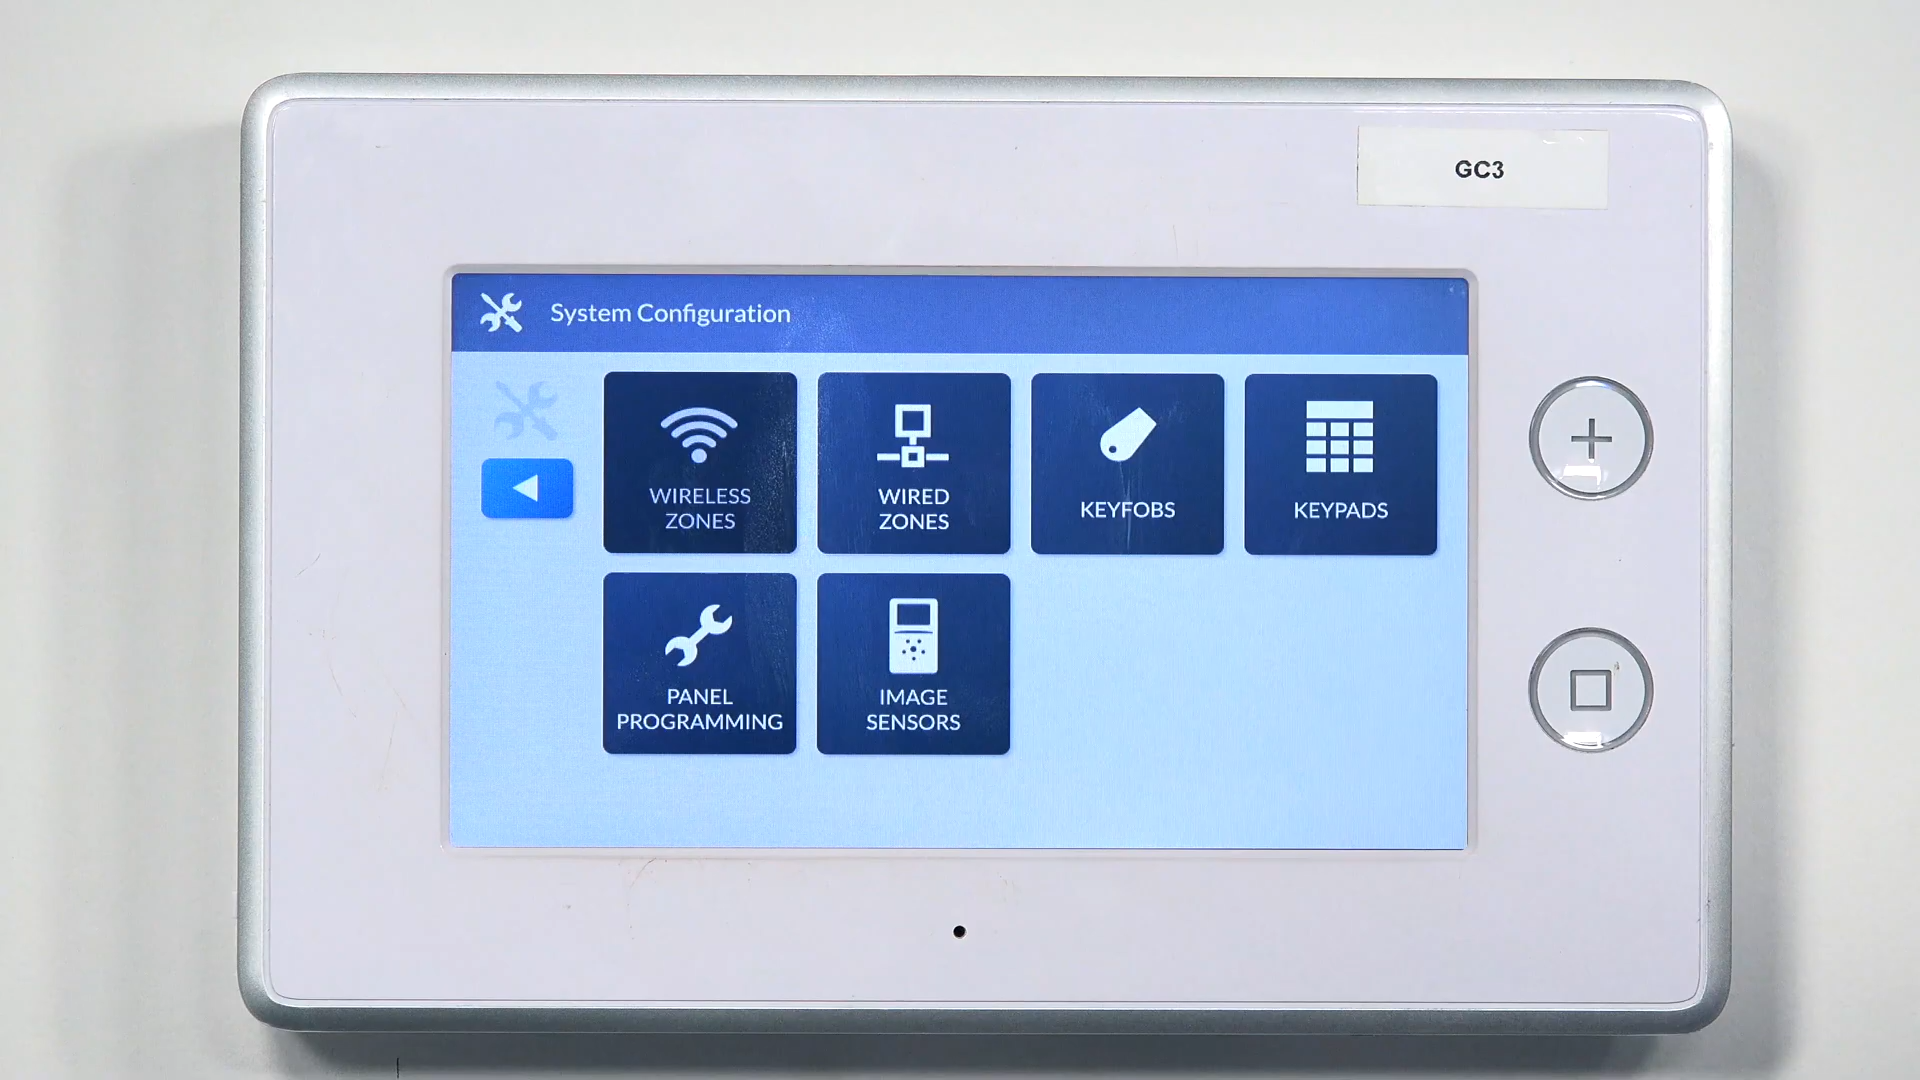 GC3
System Configuration
WIRELESS
ZONES
WIRED
ZONES
KEYFOBS
KEYPADS
PANEL
PROGRAMMING
IMAGE
SENSORS